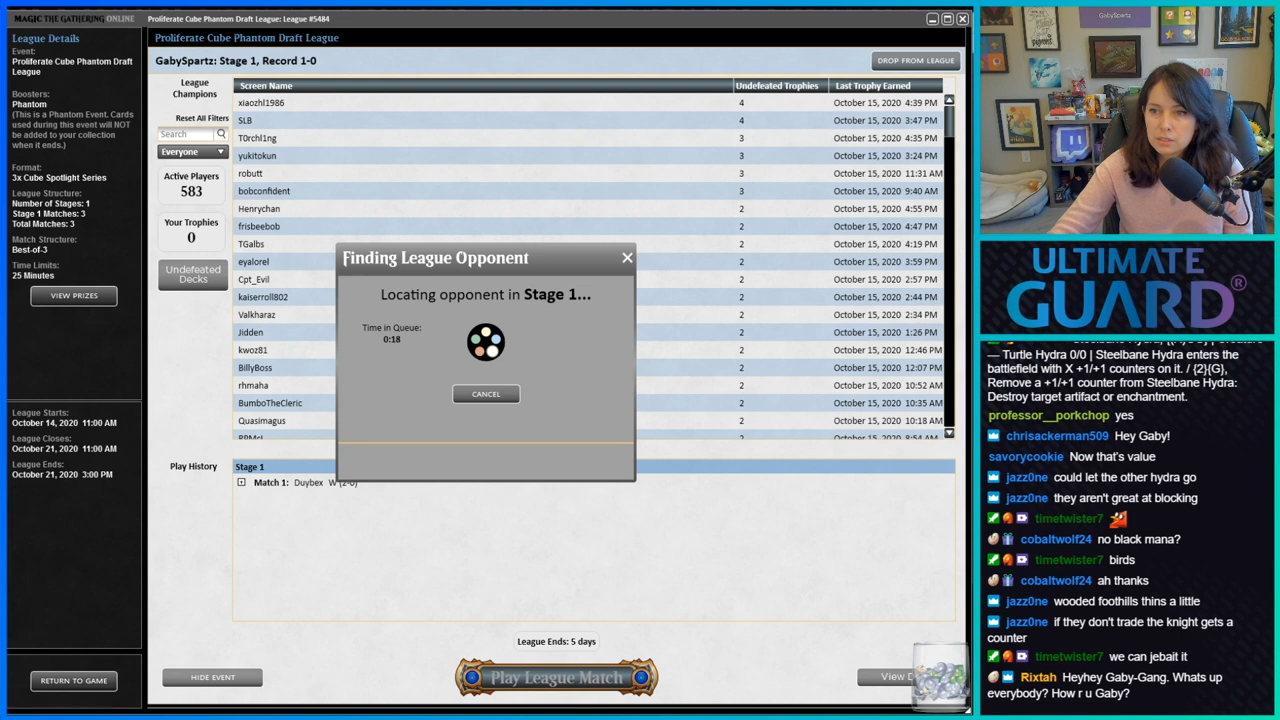 MAGIC THE GATHERING ONLINE
Proliferate Cube Phantom Draft League: League #5484
League Details
Event:
Proliferate Cube Phantom Draft
League
Boosters:
Phantom
(This is a Phantom Event. Cards
used during this event will NOT
be added to your collection
when it ends.)
Format:
3x Cube Spotlight Series
League Structure:
Number of Stages: 1
Stage 1 Matches: 3
Total Matches: 3
Match Structure:
Best-of-3
Time Limits:
25 Minutes
VIEW PRIZES
League Starts:
October 14, 2020 11:00 AM
League Closes:
October 21, 2020 11:00 AM
League Ends:
October 21, 2020 3:00 PM
RETURN TO GAME
Proliferate Cube Phantom Draft League
GabySpartz: Stage 1, Record 1-0
DROP FROM LEAGUE
League
Champions
Reset All Filters
Search
Everyone
Active Players
583
Your Trophies
0
Undefeated
Decks
Screen Name Undefeated Trophies Last Trophy Earned
xiaozhl1986 4 October 15, 2020 4:39 PM
SLB 4 October 15, 2020 3:47 PM
T0rchl1ng 3 October 15, 2020 4:35 PM
yukitokun 3 October 15, 2020 3:24 PM
robutt 3 October 15, 2020 11:31 AM
bobconfident 3 October 15, 2020 9:40 AM
Henrychan 2 October 15, 2020 4:55 PM
frisbeebob 2 October 15, 2020 4:47 PM
TGalbs 2 October 15, 2020 4:19 PM
eyalorel 2 October 15, 2020 3:59 PM
Cpt_Evil 2 October 15, 2020 2:57 PM
kaiserroll802 2 October 15, 2020 2:44 PM
Valkharaz 2 October 15, 2020 2:34 PM
Jidden 2 October 15, 2020 1:26 PM
kwoz81 2 October 15, 2020 12:46 PM
BillyBoss 2 October 15, 2020 12:07 PM
rhmaha 2 October 15, 2020 10:52 AM
BumboTheCleric 2 October 15, 2020 10:35 AM
Quasimagus 2 October 15, 2020 10:18 AM
2 October 15, 2020 8:54 AM
Finding League Opponent
Locating opponent in Stage 1...
Time in Queue:
0:18
CANCEL
Play History
Stage 1
Match 1: Duybex W (2-0)
League Ends: 5 days
HIDE EVENT
Play League Match
View D
GabySpartz
ULTIMATE
GUARD®
— Turtle Hydra 0/0 | Steelbane Hydra enters the
battlefield with X +1/+1 counters on it. / {2}{G},
Remove a +1/+1 counter from Steelbane Hydra:
Destroy target artifact or enchantment.
professor__porkchop yes
chrisackerman509 Hey Gaby!
savorycookie Now that's value
jazz0ne could let the other hydra go
jazz0ne they aren't great at blocking
timetwister7
cobaltwolf24 no black mana?
timetwister7 birds
cobaltwolf24 ah thanks
jazz0ne wooded foothills thins a little
jazz0ne if they don't trade the knight gets a
counter
timetwister7 we can jebait it
Rixtah Heyhey Gaby-Gang. Whats up
everybody? How r u Gaby?